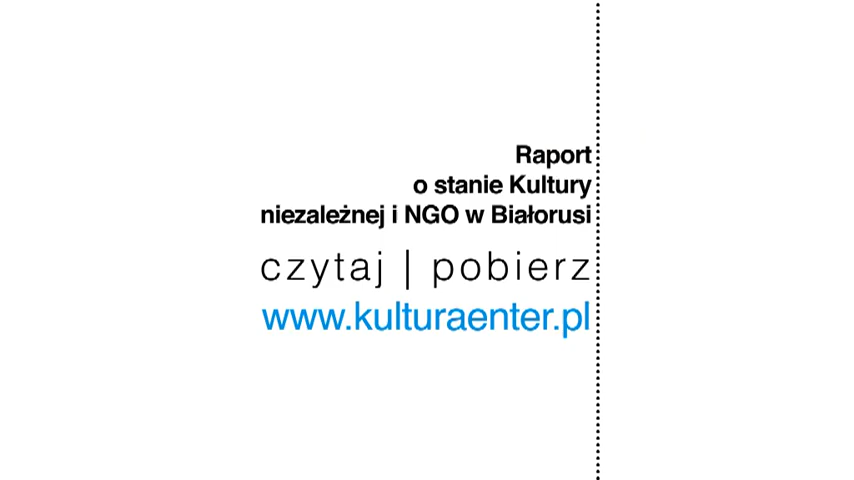 Raport
o stanie Kultury
niezależnej i NGO w Białorusi
czytaj | pobierz
www.kulturaenter.pl